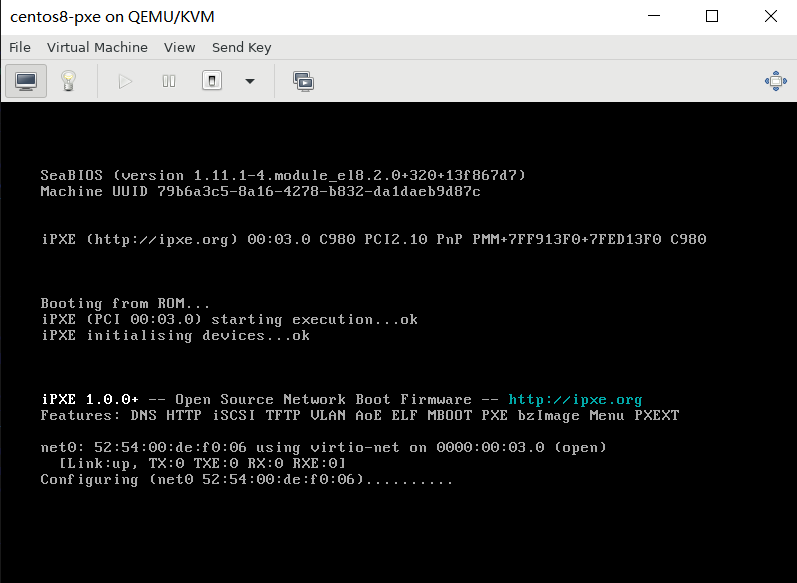 centos8-pxe on QEMU/KVM
File Virtual Machine View Send Key
SeaBIOS (version 1.11.1-4.module_el8.2.0+320+13f867d7)
Machine UUID 79b6a3c5-8a16-4278-b832-da1daeb9d87c
iPXE (http://ipxe.org) 00:03.0 C980 PCI2.10 PnP PMM+7FF913F0+7FED13F0 C980
Booting from ROM...
iPXE (PCI 00:03.0) starting execution...ok
iPXE initialising devices...ok
iPXE 1.0.0+ -- Open Source Network Boot Firmware -- http://ipxe.org
Features: DNS HTTP iSCSI TFTP VLAN AoE ELF MBOOT PXE bzImage Menu PXEXT
net0: 52:54:00:de:f0:06 using virtio-net on 0000:00:03.0 (open)
[Link:up, TX:0 TXE:0 RX:0 RXE:0]
Configuring (net0 52:54:00:de:f0:06)..........